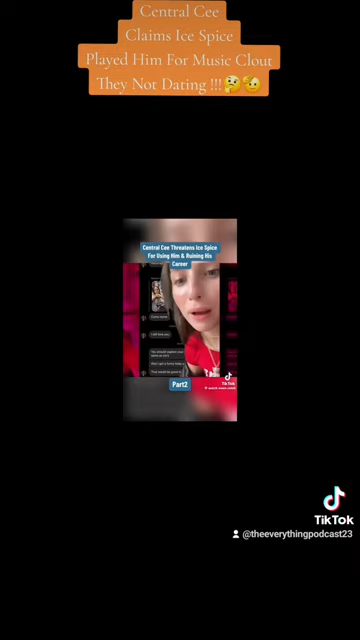 Central Cee
Claims Ice Spice
Played Him For Music Clout
They Not Dating !!!🤔🫡
Central Cee Threatens Ice Spice
For Using Him & Ruining His
Career
Part2
TikTok
TikTok
@theeverythingpodcast23